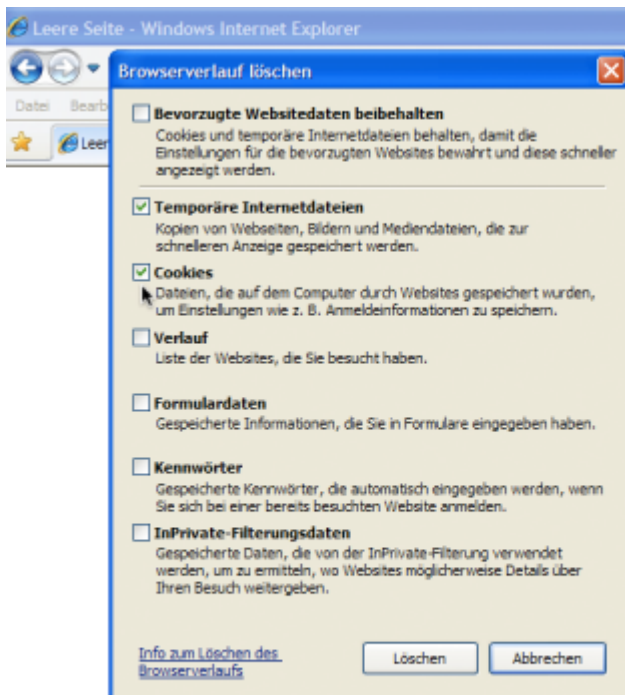 Leere Seite - Windows Internet Explorer
Browserverlauf löschen
Datei Bearb
Leer
Bevorzugte Websitedaten beibehalten
Cookies und temporäre Internetdateien behalten, damit die
Einstellungen für die bevorzugten Websites bewahrt und diese schneller
angezeigt werden.
Temporäre Internetdateien
Kopien von Webseiten, Bildern und Mediendateien, die zur
schnelleren Anzeige gespeichert werden.
Cookies
Dateien, die auf dem Computer durch Websites gespeichert wurden,
um Einstellungen wie z. B. Anmeldeinformationen zu speichern.
Verlauf
Liste der Websites, die Sie besucht haben.
Formulardaten
Gespeicherte Informationen, die Sie in Formulare eingegeben haben.
Kennwörter
Gespeicherte Kennwörter, die automatisch eingegeben werden, wenn
Sie sich bei einer bereits besuchten Website anmelden.
InPrivate-Filterungsdaten
Gespeicherte Daten, die von der InPrivate-Filterung verwendet
werden, um zu ermitteln, wo Websites möglicherweise Details über
Ihren Besuch weitergeben.
Info zum Löschen des
Browserverlaufs
Löschen
Abbrechen